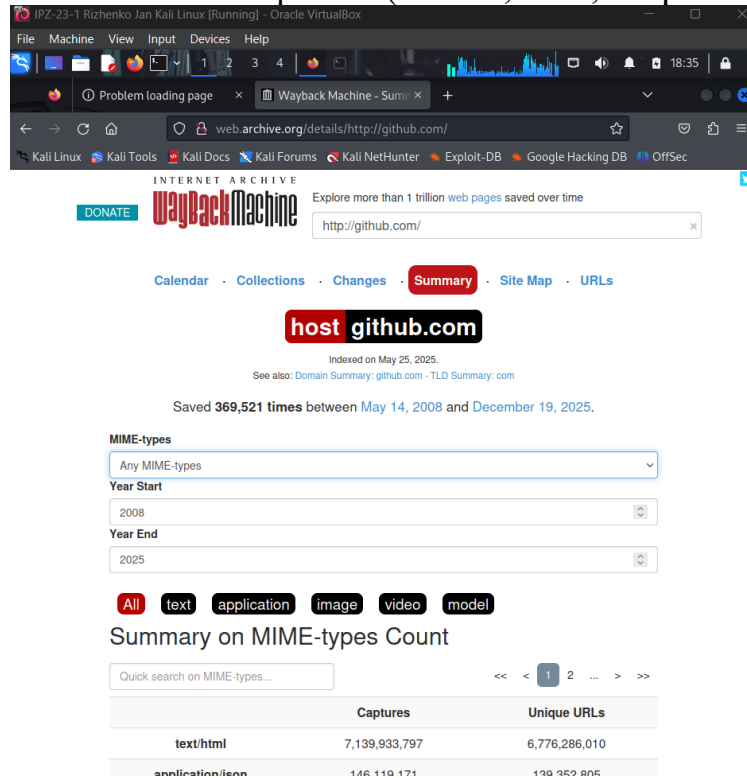 IPZ-23-1 Rizhenko Jan Kali Linux [Running] - Oracle VirtualBox
File Machine View Input Devices Help
1 2 3 4 18:35
Problem loading page × Wayback Machine - Sum × +
web.archive.org/details/http://github.com/
Kali Linux Kali Tools Kali Docs Kali Forums Kali NetHunter Exploit-DB Google Hacking DB OffSec
INTERNET ARCHIVE
DONATE
WayBackMachine
Explore more than 1 trillion web pages saved over time
http://github.com/ ×
Calendar · Collections · Changes · Summary · Site Map · URLs
host github.com
Indexed on May 25, 2025.
See also: Domain Summary: github.com - TLD Summary: com
Saved 369,521 times between May 14, 2008 and December 19, 2025.
MIME-types
Any MIME-types
Year Start
2008
Year End
2025
All text application image video model
Summary on MIME-types Count
Quick search on MIME-types... << < 1 2 ... > >>
Captures Unique URLs
text/html 7,139,933,797 6,776,286,010
application/json 146,119,171 139,352,805